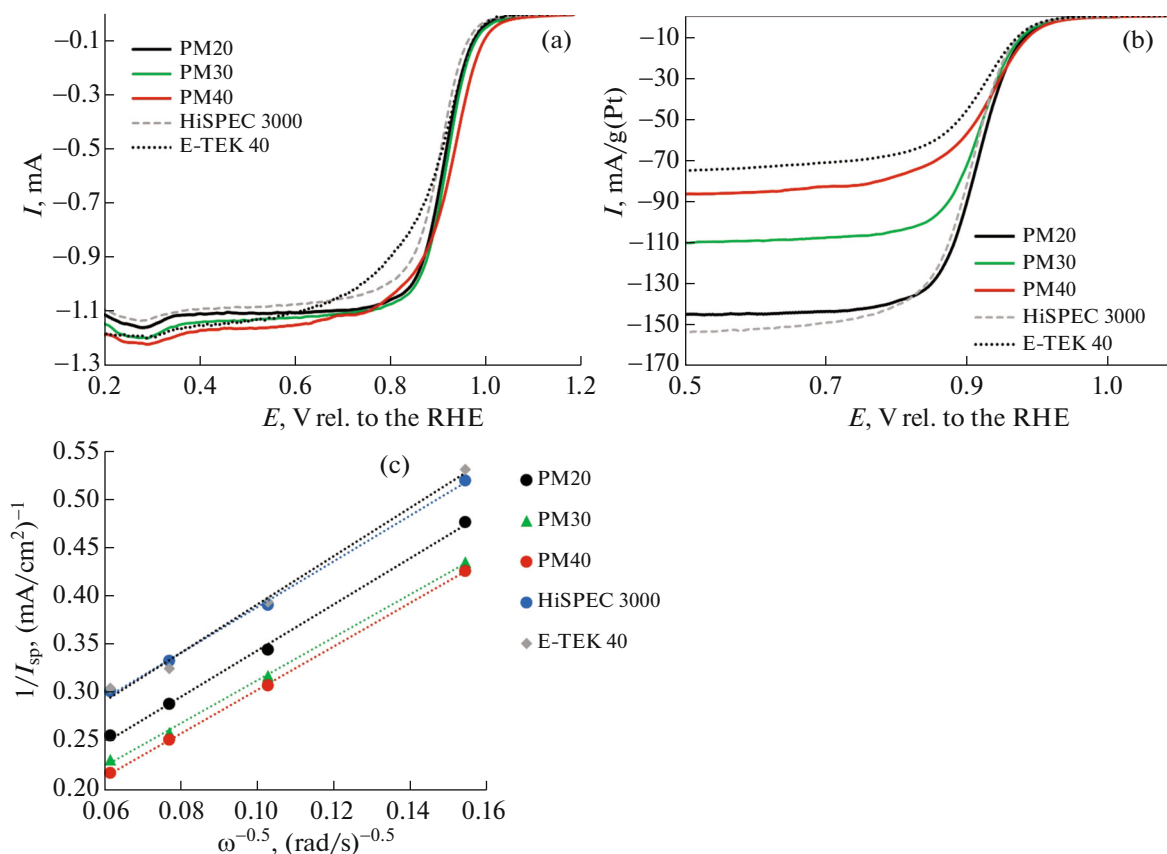 (a)
I, mA
−0.1
−0.3
−0.5
−0.7
−0.9
−1.1
−1.3
PM20
PM30
PM40
HiSPEC 3000
E-TEK 40
0.2 0.4 0.6 0.8 1.0 1.2
E, V rel. to the RHE
(b)
I, mA/g(Pt)
−10
−30
−50
−70
−90
−110
−130
−150
−170
PM20
PM30
PM40
HiSPEC 3000
E-TEK 40
0.5 0.7 0.9 1.0
E, V rel. to the RHE
(c)
1/I_sp, (mA/cm²)⁻¹
0.55
0.50
0.45
0.40
0.35
0.30
0.25
0.20
0.06 0.08 0.10 0.12 0.14 0.16
ω⁻⁰·⁵, (rad/s)⁻⁰·⁵
PM20
PM30
PM40
HiSPEC 3000
E-TEK 40